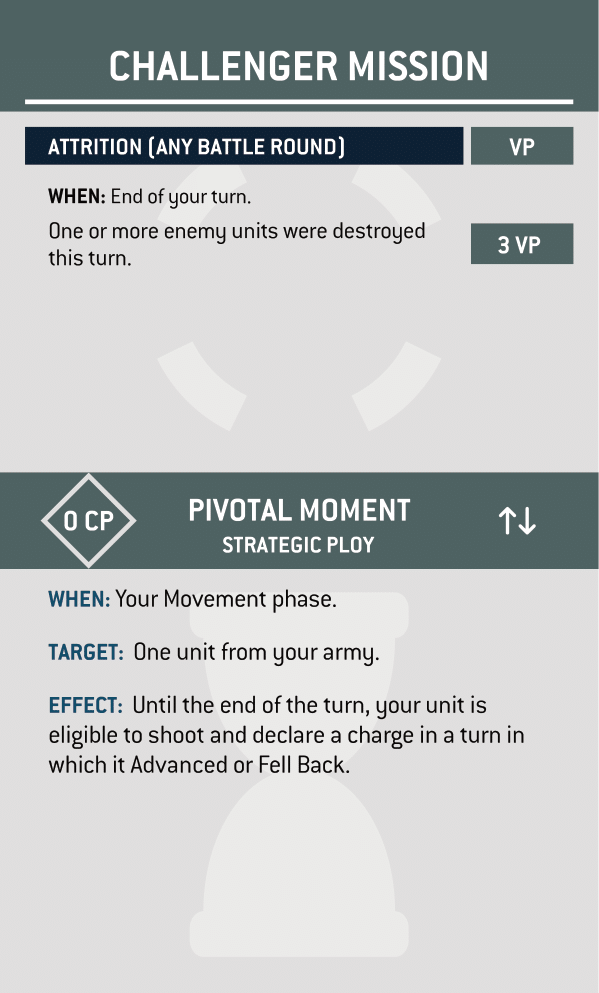 CHALLENGER MISSION
ATTRITION (ANY BATTLE ROUND)
VP
WHEN: End of your turn.
One or more enemy units were destroyed
this turn.
3 VP
0 CP
PIVOTAL MOMENT
STRATEGIC PLOY
WHEN: Your Movement phase.
TARGET: One unit from your army.
EFFECT: Until the end of the turn, your unit is
eligible to shoot and declare a charge in a turn in
which it Advanced or Fell Back.